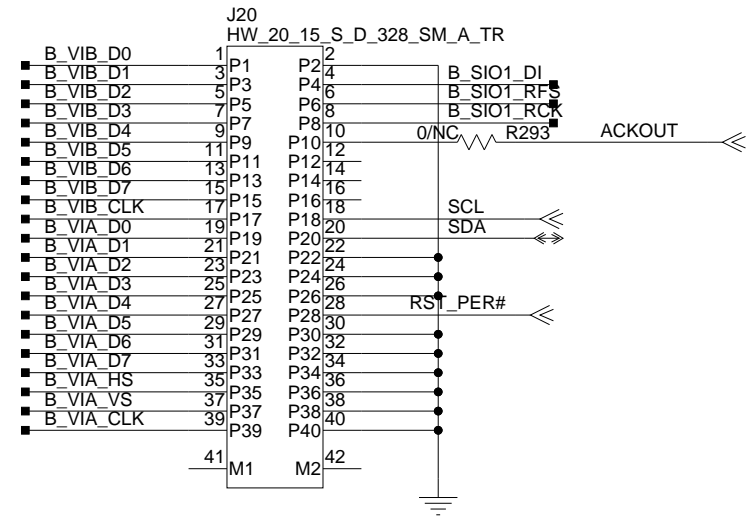 J20
HW_20_15_S_D_328_SM_A_TR
B_VIB_D0 1 P1 P2 2
B_VIB_D1 3 P3 P4 4 B_SIO1_DI
B_VIB_D2 5 P5 P6 6 B_SIO1_RFS
B_VIB_D3 7 P7 P8 8 B_SIO1_RCK
B_VIB_D4 9 P9 P10 10 0/NC R293 ACKOUT
B_VIB_D5 11 P11 P12 12
B_VIB_D6 13 P13 P14 14
B_VIB_D7 15 P15 P16 16
B_VIB_CLK 17 P17 P18 18 SCL
B_VIA_D0 19 P19 P20 20 SDA
B_VIA_D1 21 P21 P22 22
B_VIA_D2 23 P23 P24 24
B_VIA_D3 25 P25 P26 26
B_VIA_D4 27 P27 P28 28 RST_PER#
B_VIA_D5 29 P29 P30 30
B_VIA_D6 31 P31 P32 32
B_VIA_D7 33 P33 P34 34
B_VIA_HS 35 P35 P36 36
B_VIA_VS 37 P37 P38 38
B_VIA_CLK 39 P39 P40 40
41 M1 M2 42